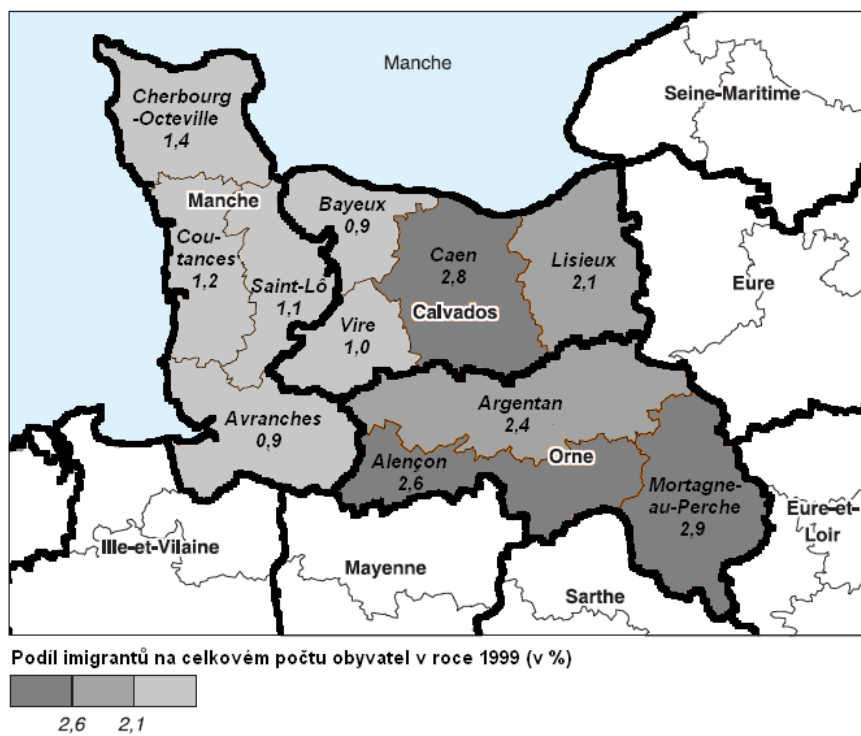 Manche
Seine-Maritime
Cherbourg
-Octeville
1,4
Manche
Bayeux
0,9
Cou-
tances
1,2
Saint-Lô
1,1
Caen
2,8
Lisieux
2,1
Eure
Calvados
Vire
1,0
Avranches
0,9
Argentan
2,4
Alençon
2,6
Orne
Mortagne-
au-Perche
2,9
Eure-et-
Loir
Ille-et-Vilaine
Mayenne
Sarthe
Podíl imigrantů na celkovém počtu obyvatel v roce 1999 (v %)
2,6 2,1